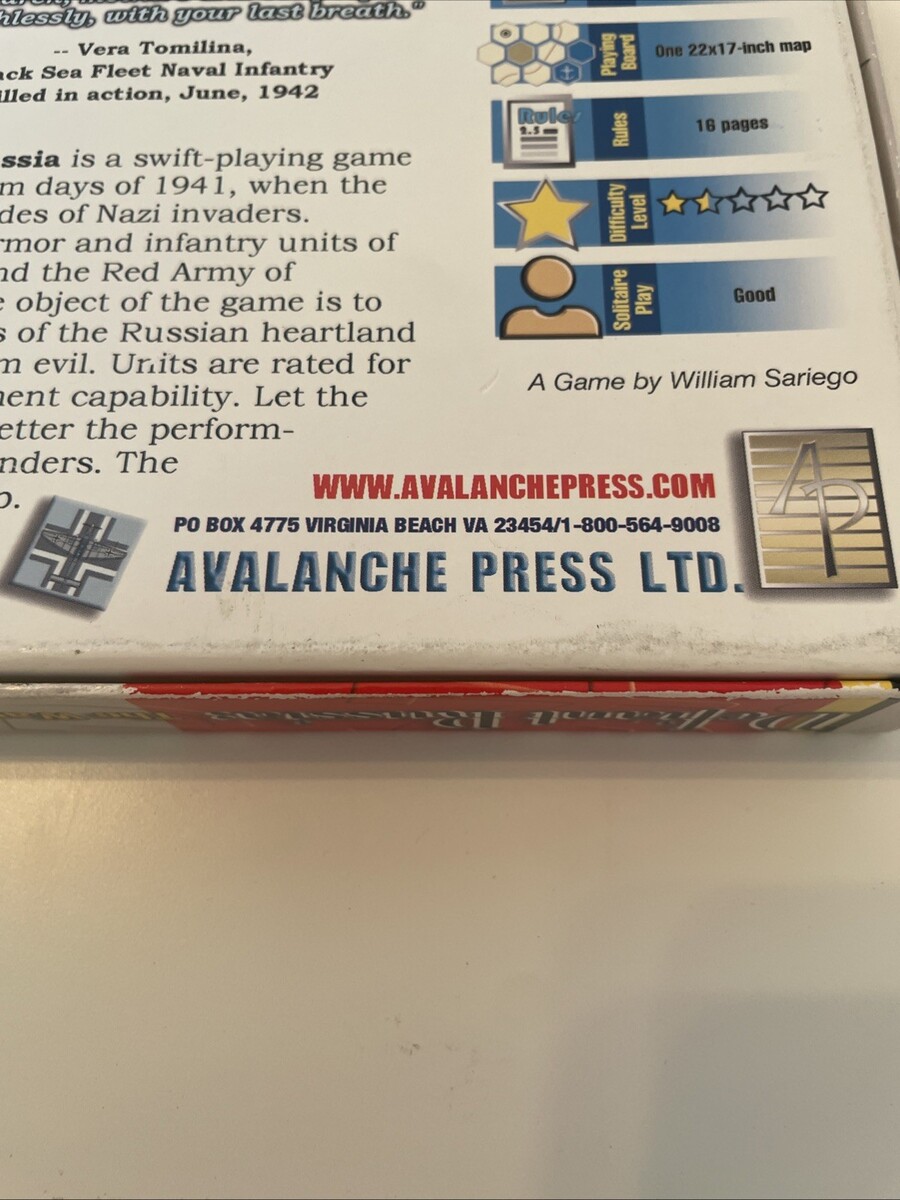 hlessly, with your last breath."
-- Vera Tomilina,
ack Sea Fleet Naval Infantry
illed in action, June, 1942
ssia is a swift-playing game
m days of 1941, when the
des of Nazi invaders.
rmor and infantry units of
nd the Red Army of
e object of the game is to
s of the Russian heartland
m evil. Units are rated for
ment capability. Let the
etter the perform-
nders. The
p.
Playing Board
One 22x17-inch map
Rules
Rules
16 pages
Difficulty Level
Solitaire Play
Good
A Game by William Sariego
WWW.AVALANCHEPRESS.COM
PO BOX 4775 VIRGINIA BEACH VA 23454/1-800-564-9008
AVALANCHE PRESS LTD.
AP